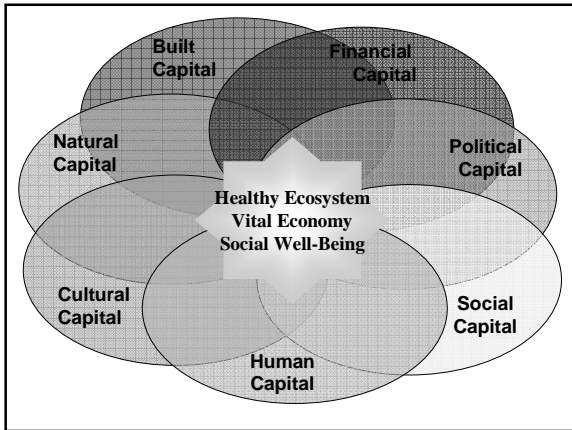 Built
Capital
Financial
Capital
Natural
Capital
Political
Capital
Healthy Ecosystem
Vital Economy
Social Well-Being
Cultural
Capital
Social
Capital
Human
Capital